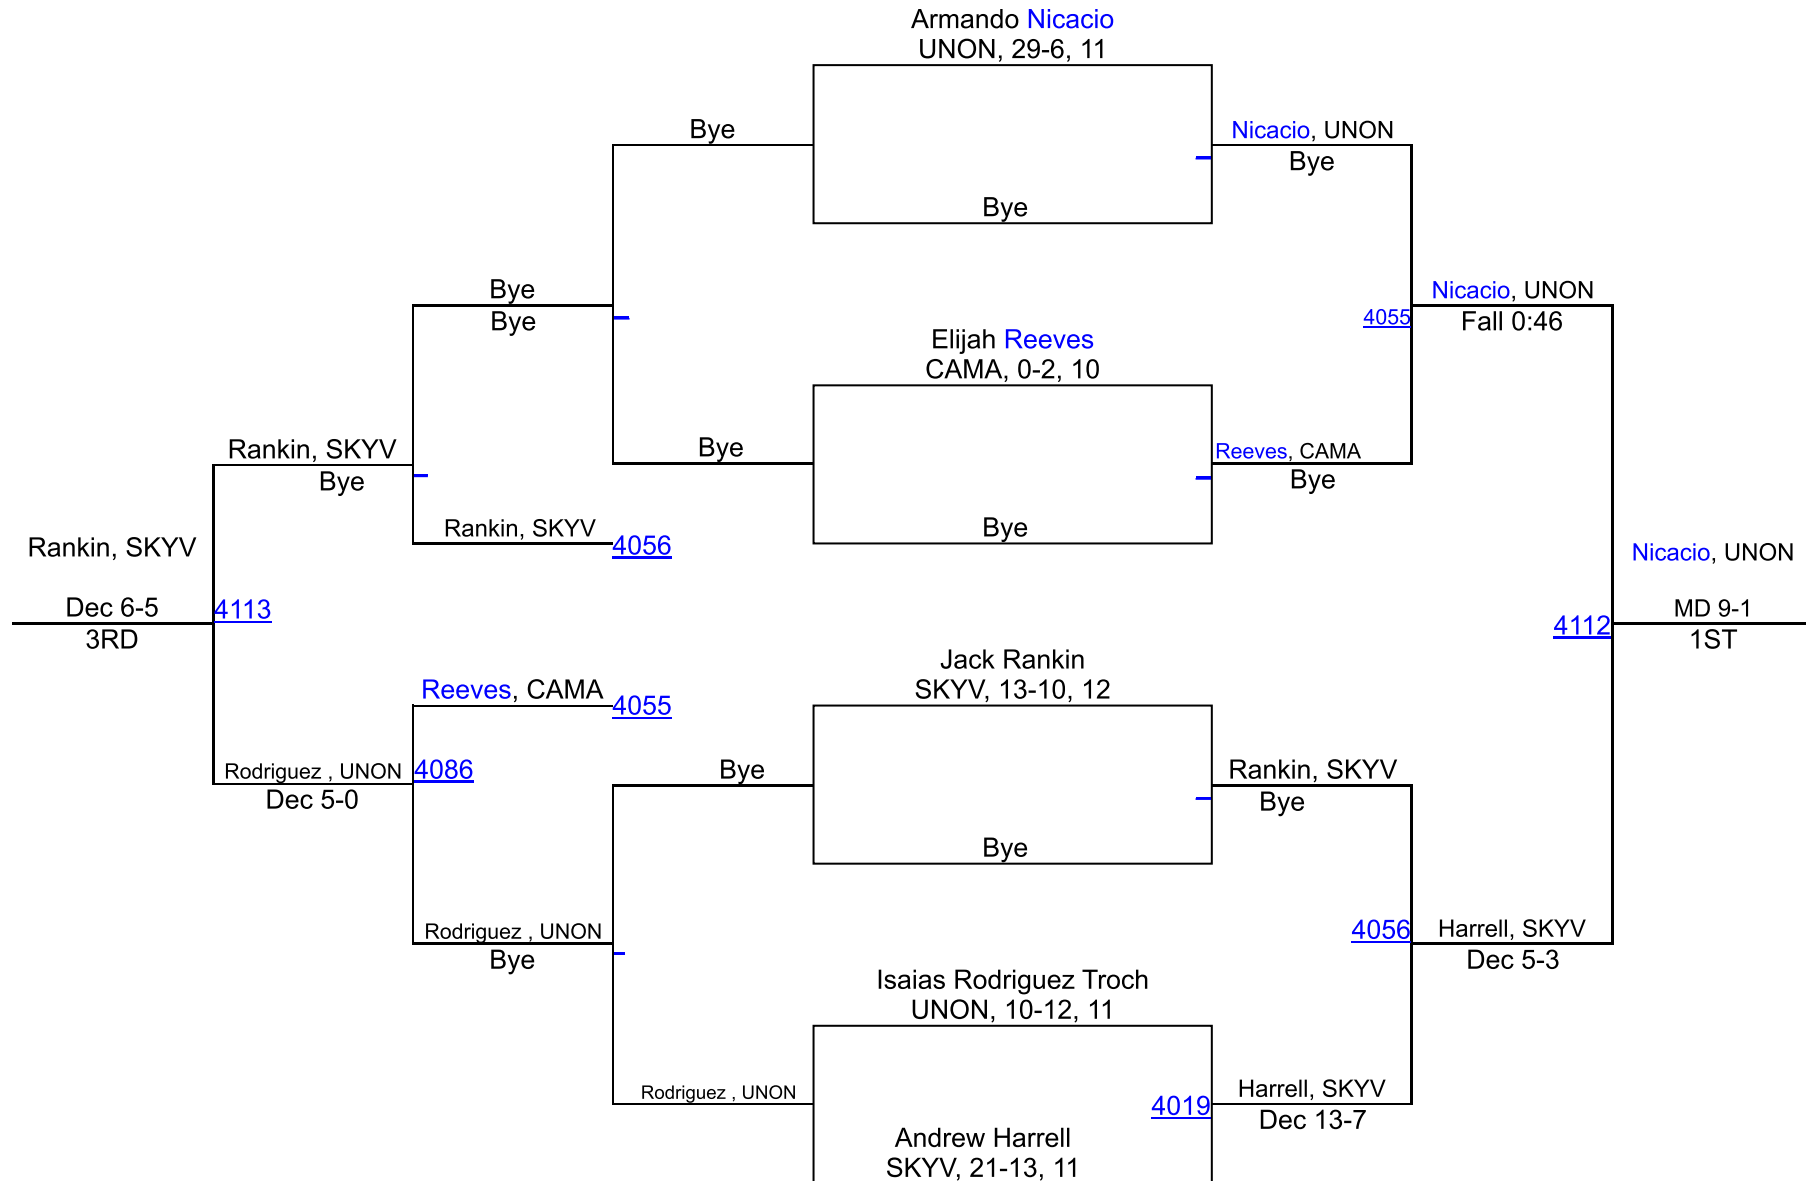 Armando Nicacio
UNON, 29-6, 11
Bye
Nicacio, UNON
Bye
Bye
Bye
Bye
Nicacio, UNON
4055
Fall 0:46
Elijah Reeves
CAMA, 0-2, 10
Bye
Reeves, CAMA
Bye
Rankin, SKYV
Bye
Bye
Rankin, SKYV
4056
Rankin, SKYV
Nicacio, UNON
Dec 6-5
4113
3RD
MD 9-1
4112
1ST
Jack Rankin
SKYV, 13-10, 12
Reeves, CAMA
4055
Bye
Rankin, SKYV
Rodriguez , UNON
4086
Dec 5-0
Bye
Bye
Rodriguez , UNON
Bye
4056
Harrell, SKYV
Dec 5-3
Isaias Rodriguez Troch
UNON, 10-12, 11
Rodriguez , UNON
4019
Harrell, SKYV
Dec 13-7
Andrew Harrell
SKYV, 21-13, 11